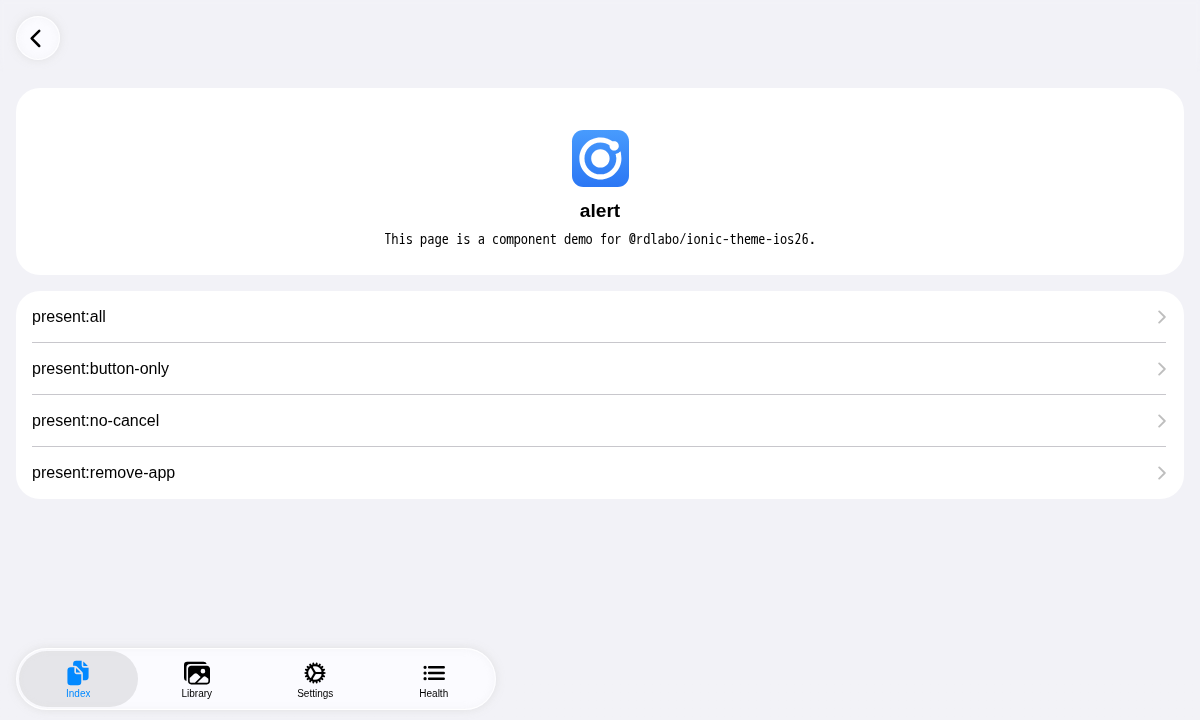 alert
This page is a component demo for @rdlabo/ionic-theme-ios26.
present:all
present:button-only
present:no-cancel
present:remove-app
Index
Library
Settings
Health